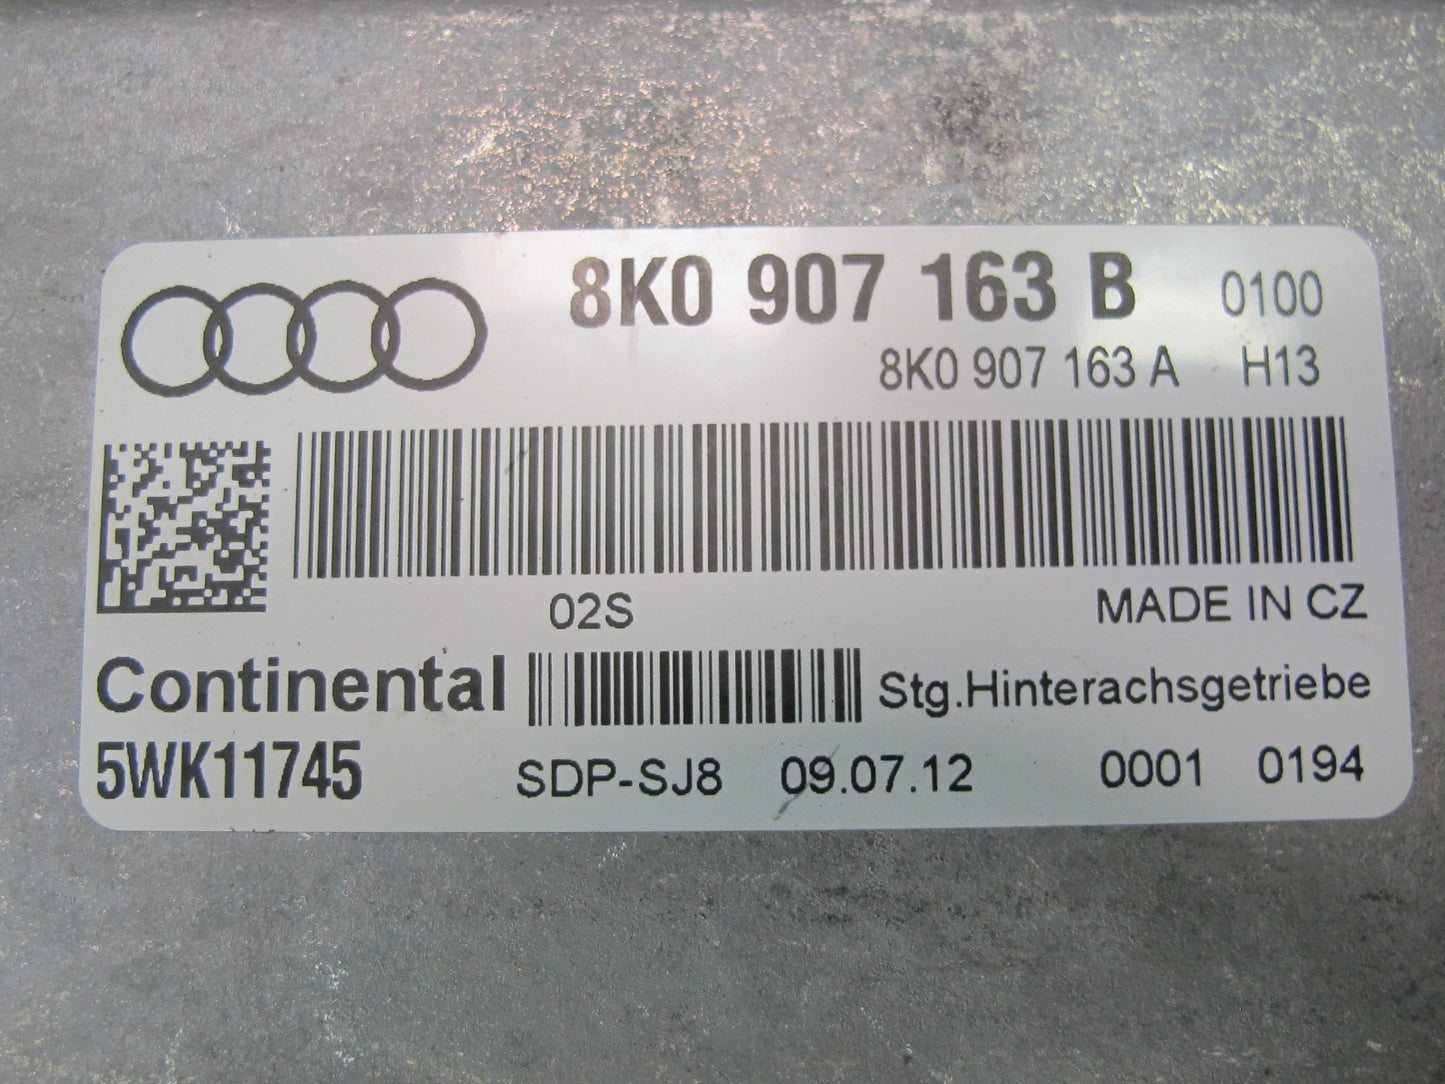 8K0 907 163 B 0100
8K0 907 163 A H13
02S MADE IN CZ
Continental Stg.Hinterachsgetriebe
5WK11745 SDP-SJ8 09.07.12 0001 0194